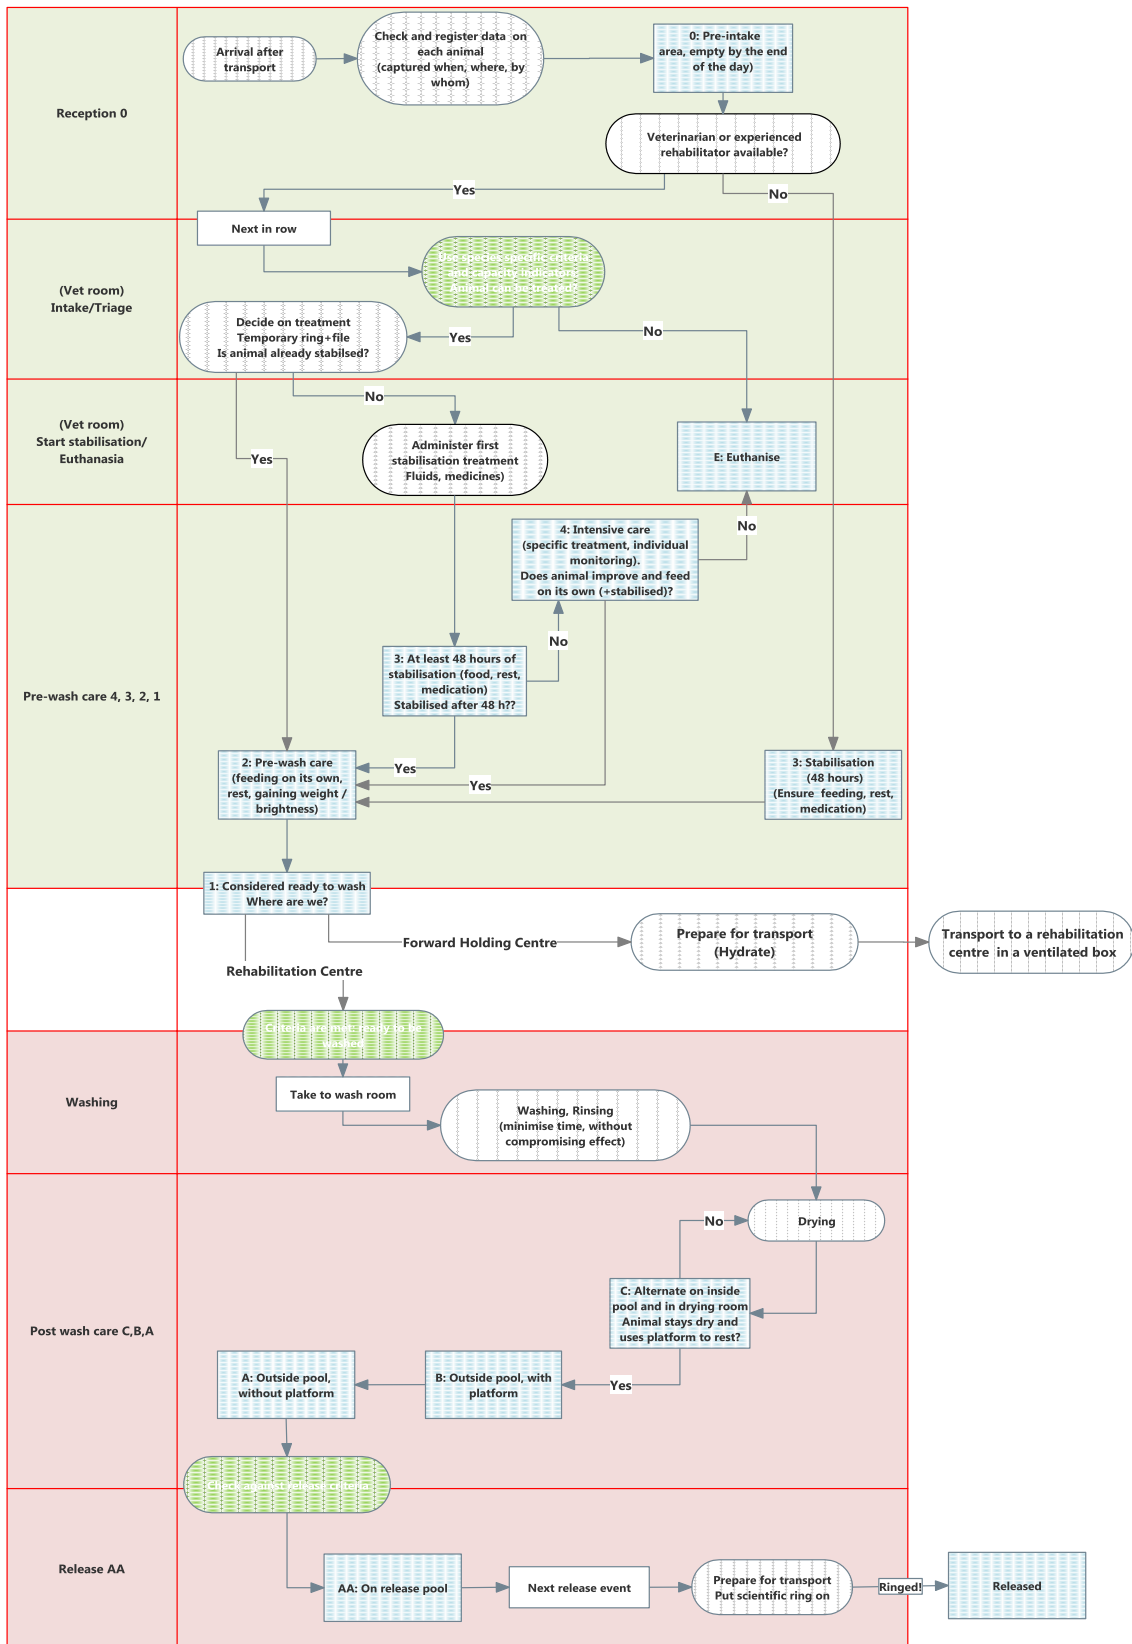 Arrival after
transport
Check and register data on
each animal
(captured when, where, by
whom)
0: Pre-intake
area, empty by the end
of the day)
Reception 0
Veterinarian or experienced
rehabilitator available?
Yes
No
Next in row
(Vet room)
Intake/Triage
Use species specific criteria
Decide on treatment
Temporary ring+file
Is animal already stabilsed?
Yes
No
No
(Vet room)
Start stabilisation/
Euthanasia
Yes
Administer first
stabilisation treatment
Fluids, medicines)
E: Euthanise
No
4: Intensive care
(specific treatment, individual
monitoring).
Does animal improve and feed
on its own (+stabilised)?
No
3: At least 48 hours of
stabilisation (food, rest,
medication)
Stabilised after 48 h??
Pre-wash care 4, 3, 2, 1
2: Pre-wash care
(feeding on its own,
rest, gaining weight /
brightness)
Yes
Yes
3: Stabilisation
(48 hours)
(Ensure feeding, rest,
medication)
1: Considered ready to wash
Where are we?
Forward Holding Centre
Prepare for transport
(Hydrate)
Transport to a rehabilitation
centre in a ventilated box
Rehabilitation Centre
Take to wash room
Washing
Washing, Rinsing
(minimise time, without
compromising effect)
No
Drying
C: Alternate on inside
pool and in drying room
Animal stays dry and
uses platform to rest?
Post wash care C,B,A
A: Outside pool,
without platform
B: Outside pool, with
platform
Yes
Check against release criteria
Release AA
AA: On release pool
Next release event
Prepare for transport
Put scientific ring on
Ringed!
Released